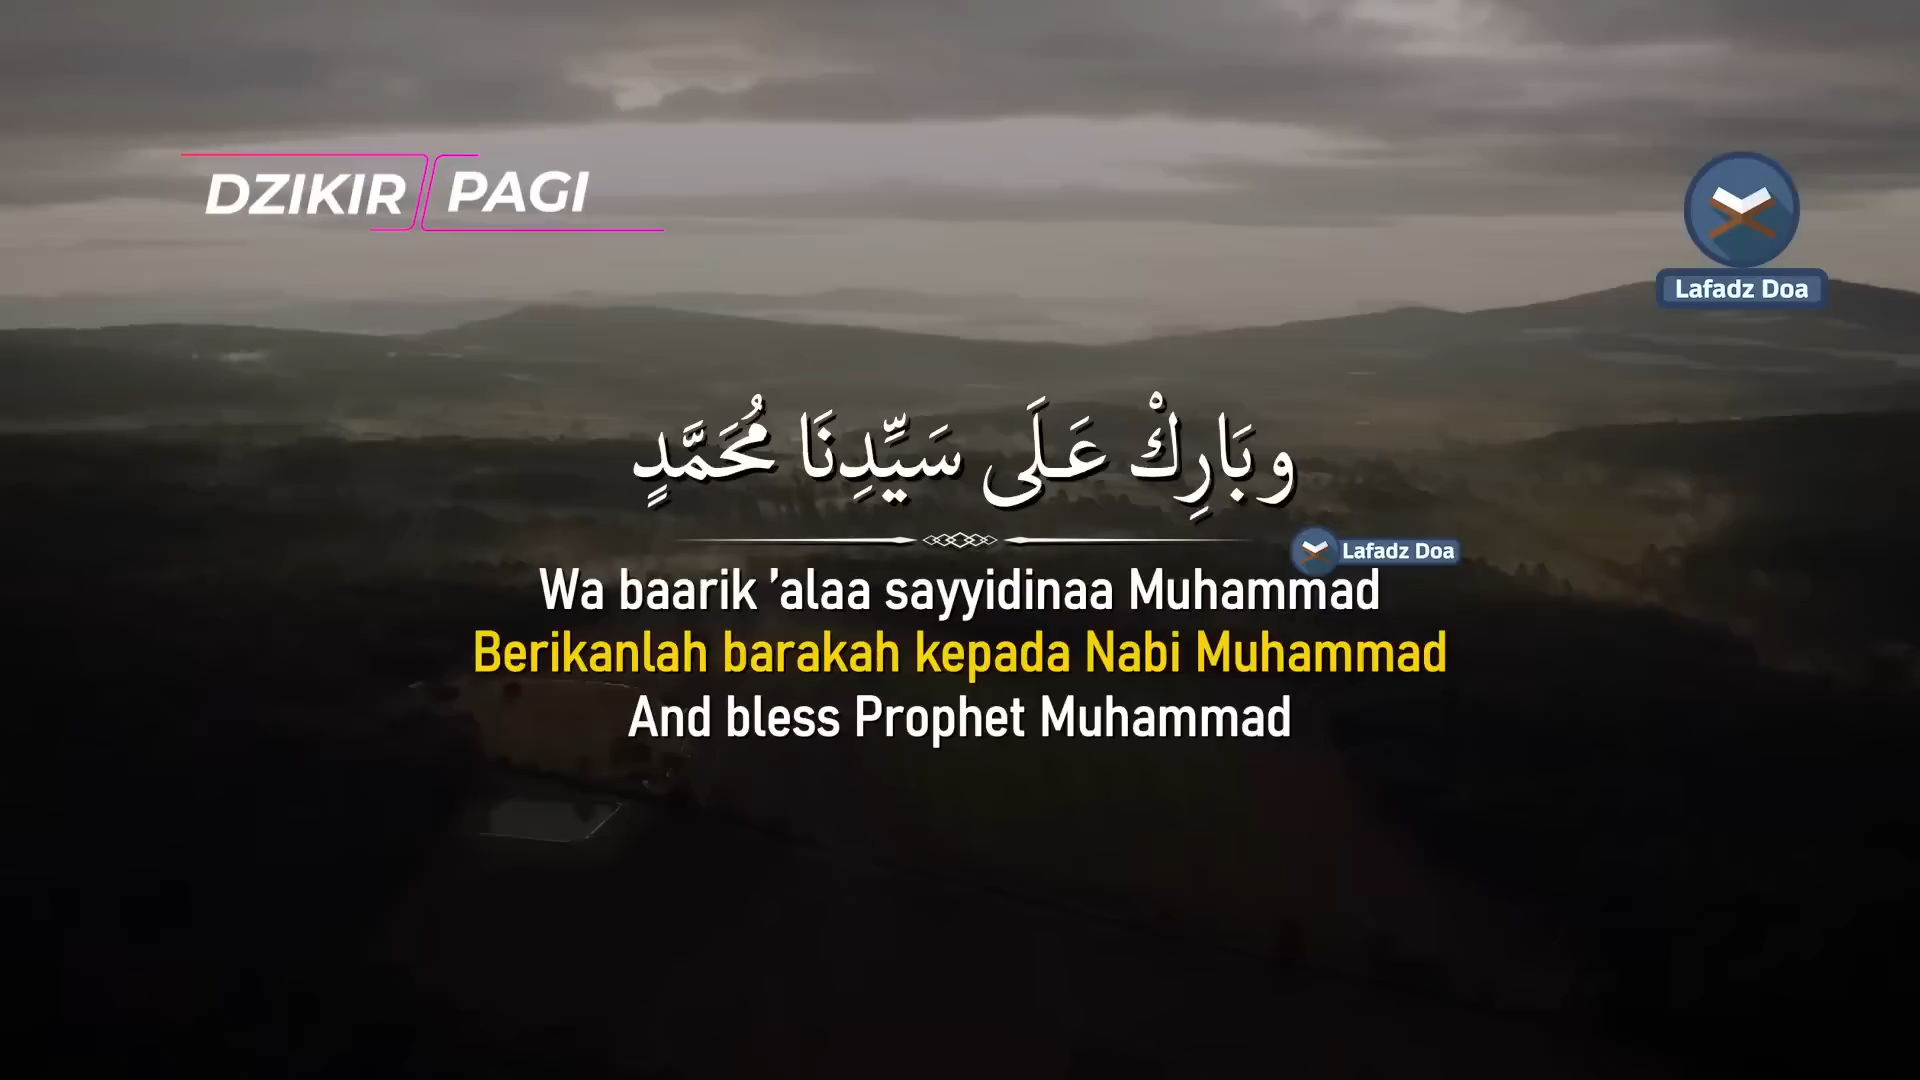 DZIKIR PAGI
Lafadz Doa
وبَارِكْ عَلَى سَيِّدِنَا مُحَمَّدٍ
Lafadz Doa
Wa baarik ’alaa sayyidinaa Muhammad
Berikanlah barakah kepada Nabi Muhammad
And bless Prophet Muhammad